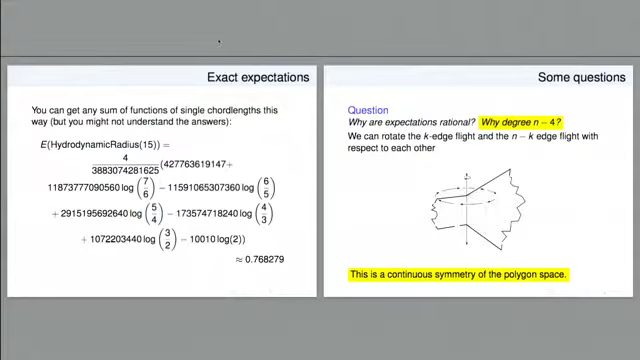 Exact expectations
You can get any sum of functions of single chordlengths this
way (but you might not understand the answers):
E(HydrodynamicRadius(15)) =
4
3883074281625
(427763619147+
11873777090560 log (7/6) − 11591065307360 log (6/5)
+ 2915195692640 log (5/4) − 173574718240 log (4/3)
+ 1072203440 log (3/2) − 10010 log(2))
≈ 0.768279
Some questions
Question
Why are expectations rational? Why degree n − 4?
We can rotate the k-edge flight and the n − k edge flight with
respect to each other
This is a continuous symmetry of the polygon space.